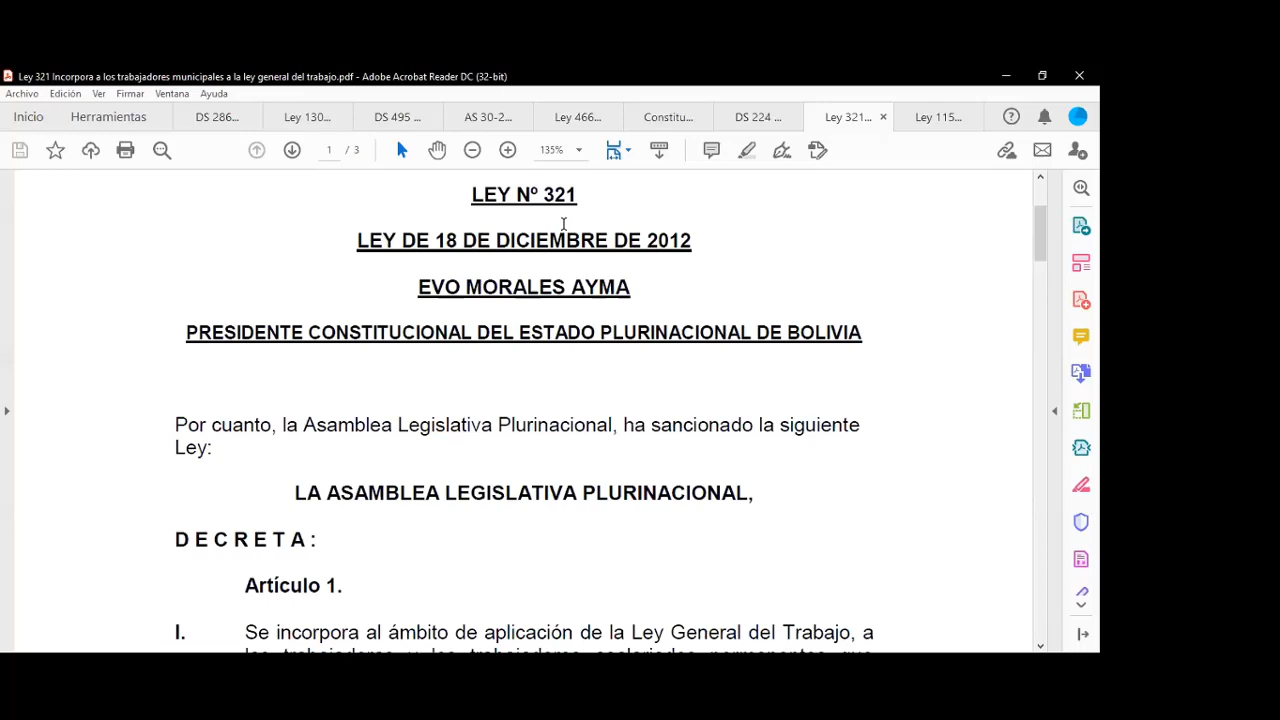 Ley 321 Incorpora a los trabajadores municipales a la ley general del trabajo.pdf - Adobe Acrobat Reader DC (32-bit)
Archivo Edición Ver Firmar Ventana Ayuda
Inicio Herramientas DS 286... Ley 130... DS 495 ... AS 30-2... Ley 466... Constitu... DS 224 ... Ley 321... Ley 115...
1 / 3 135%
LEY Nº 321
LEY DE 18 DE DICIEMBRE DE 2012
EVO MORALES AYMA
PRESIDENTE CONSTITUCIONAL DEL ESTADO PLURINACIONAL DE BOLIVIA
Por cuanto, la Asamblea Legislativa Plurinacional, ha sancionado la siguiente
Ley:
LA ASAMBLEA LEGISLATIVA PLURINACIONAL,
D E C R E T A :
Artículo 1.
I. Se incorpora al ámbito de aplicación de la Ley General del Trabajo, a